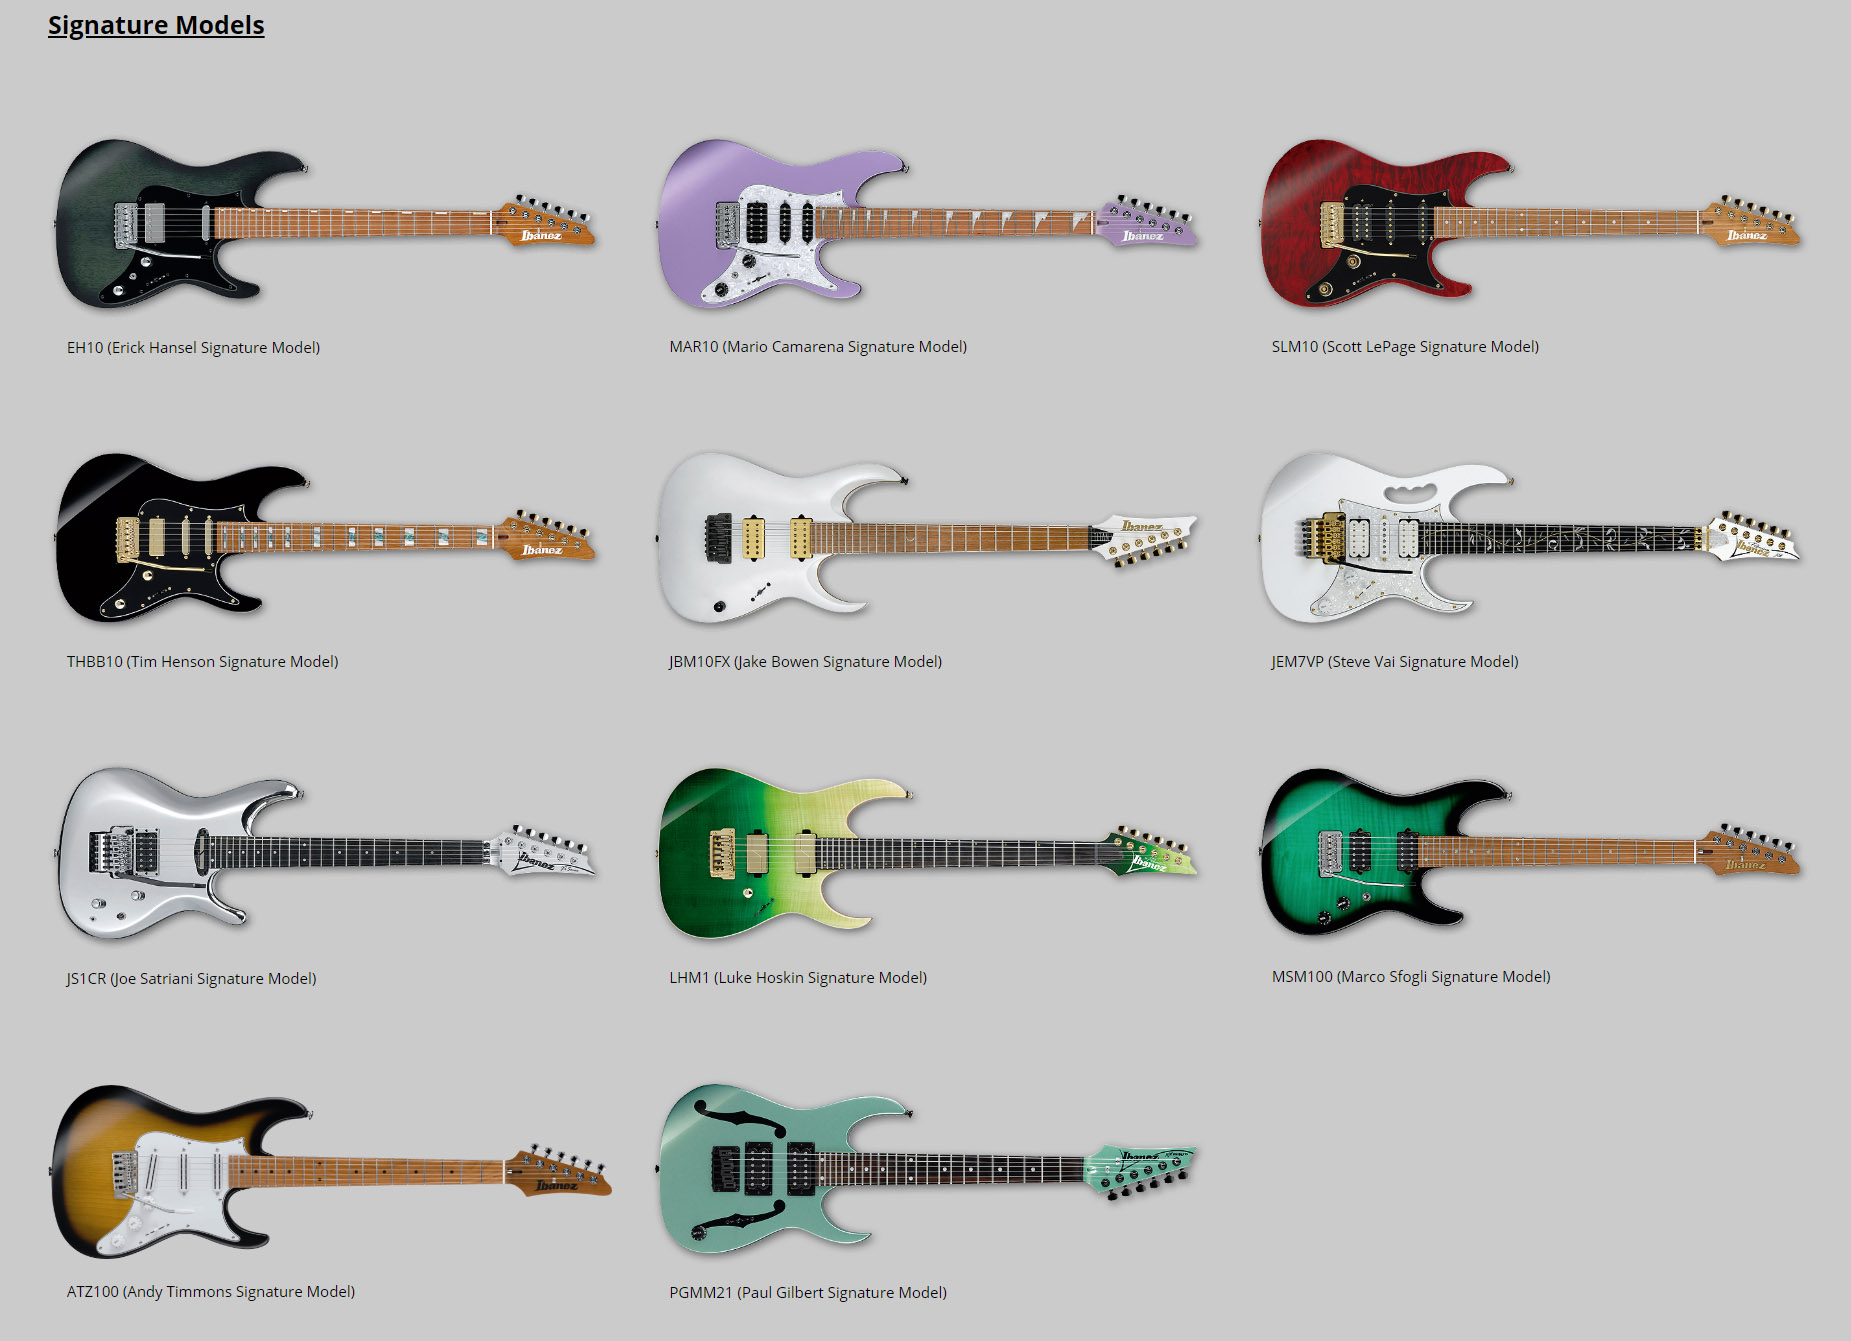 Signature Models
Ibanez
Ibanez
Ibanez
EH10 (Erick Hansel Signature Model)
MAR10 (Mario Camarena Signature Model)
SLM10 (Scott LePage Signature Model)
Ibanez
Ibanez
Ibanez
THBB10 (Tim Henson Signature Model)
JBM10FX (Jake Bowen Signature Model)
JEM7VP (Steve Vai Signature Model)
Ibanez
Ibanez
Ibanez
JS1CR (Joe Satriani Signature Model)
LHM1 (Luke Hoskin Signature Model)
MSM100 (Marco Sfogli Signature Model)
Ibanez
Ibanez
ATZ100 (Andy Timmons Signature Model)
PGMM21 (Paul Gilbert Signature Model)